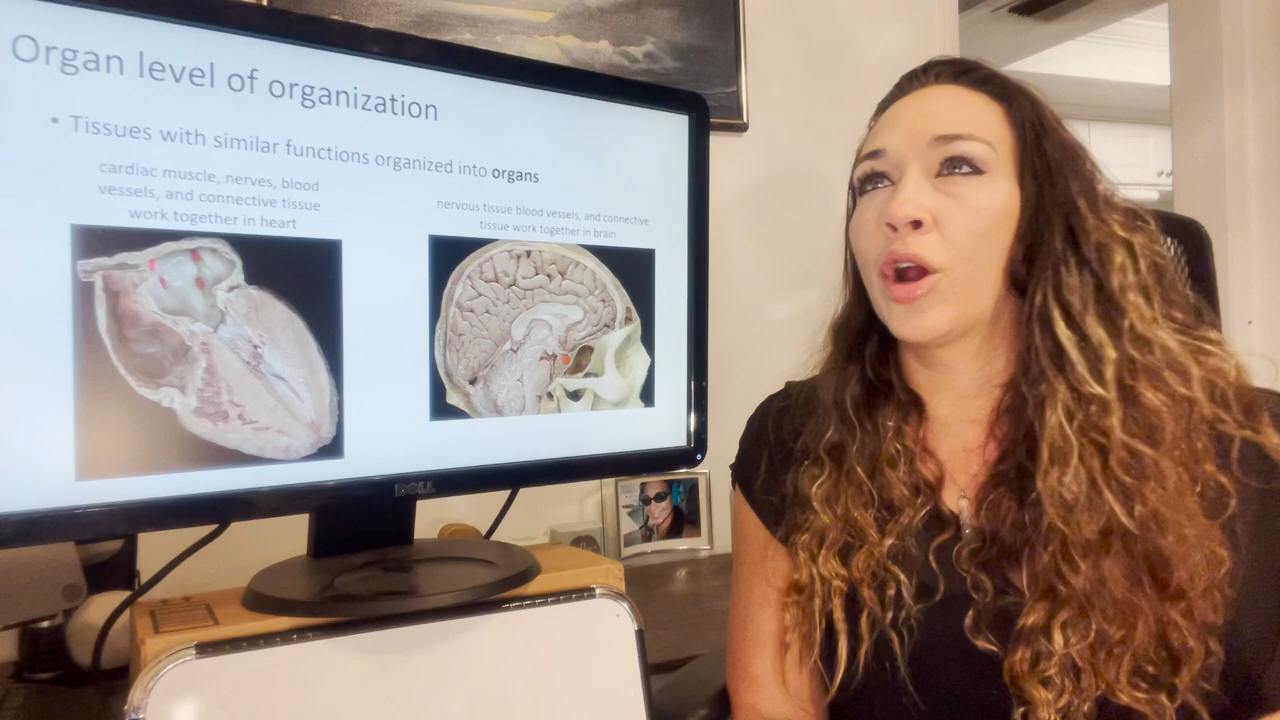 Organ level of organization
• Tissues with similar functions organized into organs
cardiac muscle, nerves, blood
vessels, and connective tissue
work together in heart
nervous tissue blood vessels, and connective
tissue work together in brain
DELL